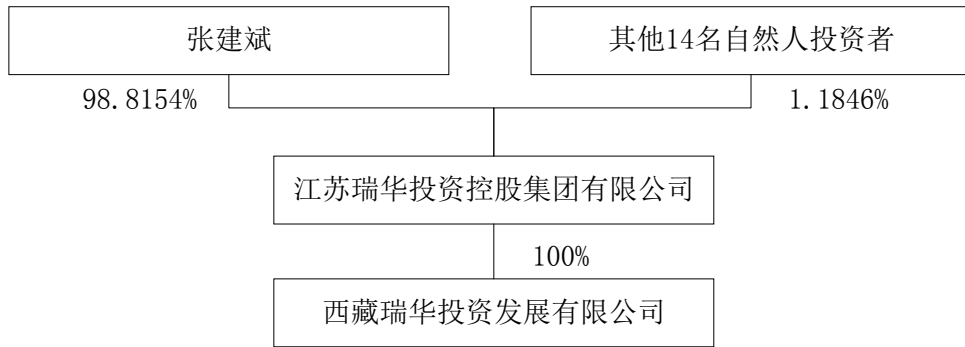 张建斌
其他14名自然人投资者
98.8154%
1.1846%
江苏瑞华投资控股集团有限公司
100%
西藏瑞华投资发展有限公司